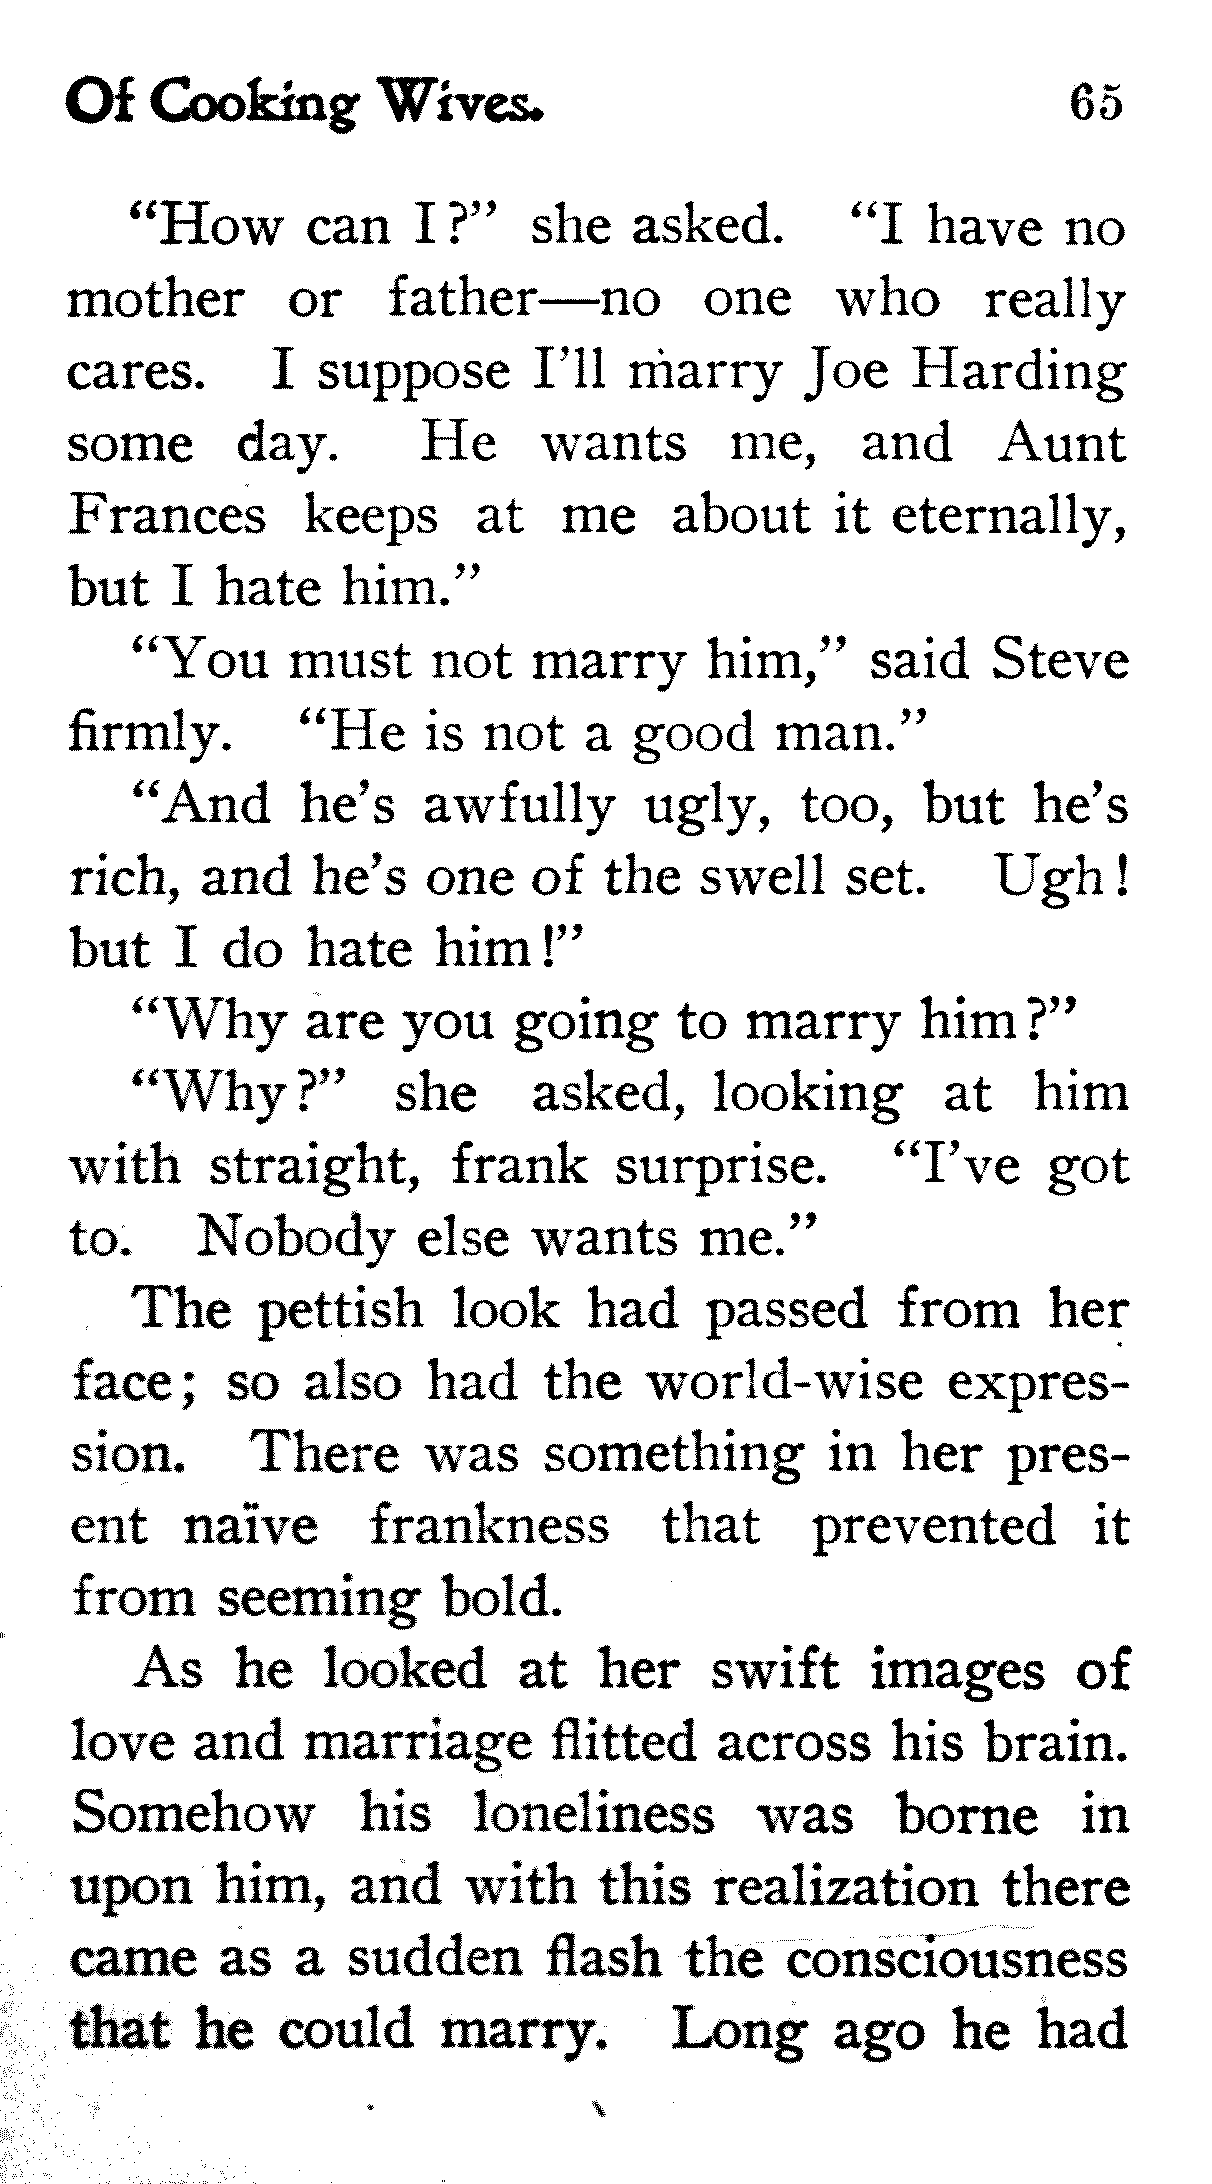 Of Cooking Wives. 65
“How can I?” she asked. “I have no
mother or father—no one who really
cares. I suppose I’ll marry Joe Harding
some day. He wants me, and Aunt
Frances keeps at me about it eternally,
but I hate him.”
“You must not marry him,” said Steve
firmly. “He is not a good man.”
“And he’s awfully ugly, too, but he’s
rich, and he’s one of the swell set. Ugh!
but I do hate him!”
“Why are you going to marry him?”
“Why?” she asked, looking at him
with straight, frank surprise. “I’ve got
to. Nobody else wants me.”
The pettish look had passed from her
face; so also had the world-wise expres-
sion. There was something in her pres-
ent naïve frankness that prevented it
from seeming bold.
As he looked at her swift images of
love and marriage flitted across his brain.
Somehow his loneliness was borne in
upon him, and with this realization there
came as a sudden flash the consciousness
that he could marry. Long ago he had